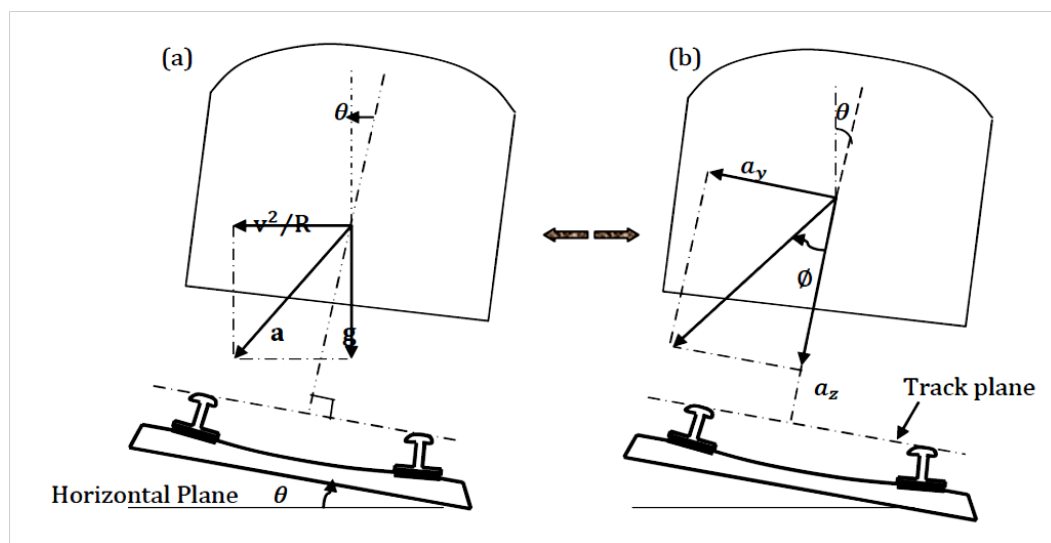 (a)
θ
v²/R
a
g
Horizontal Plane θ
(b)
θ
a_y
∅
a_z
Track plane